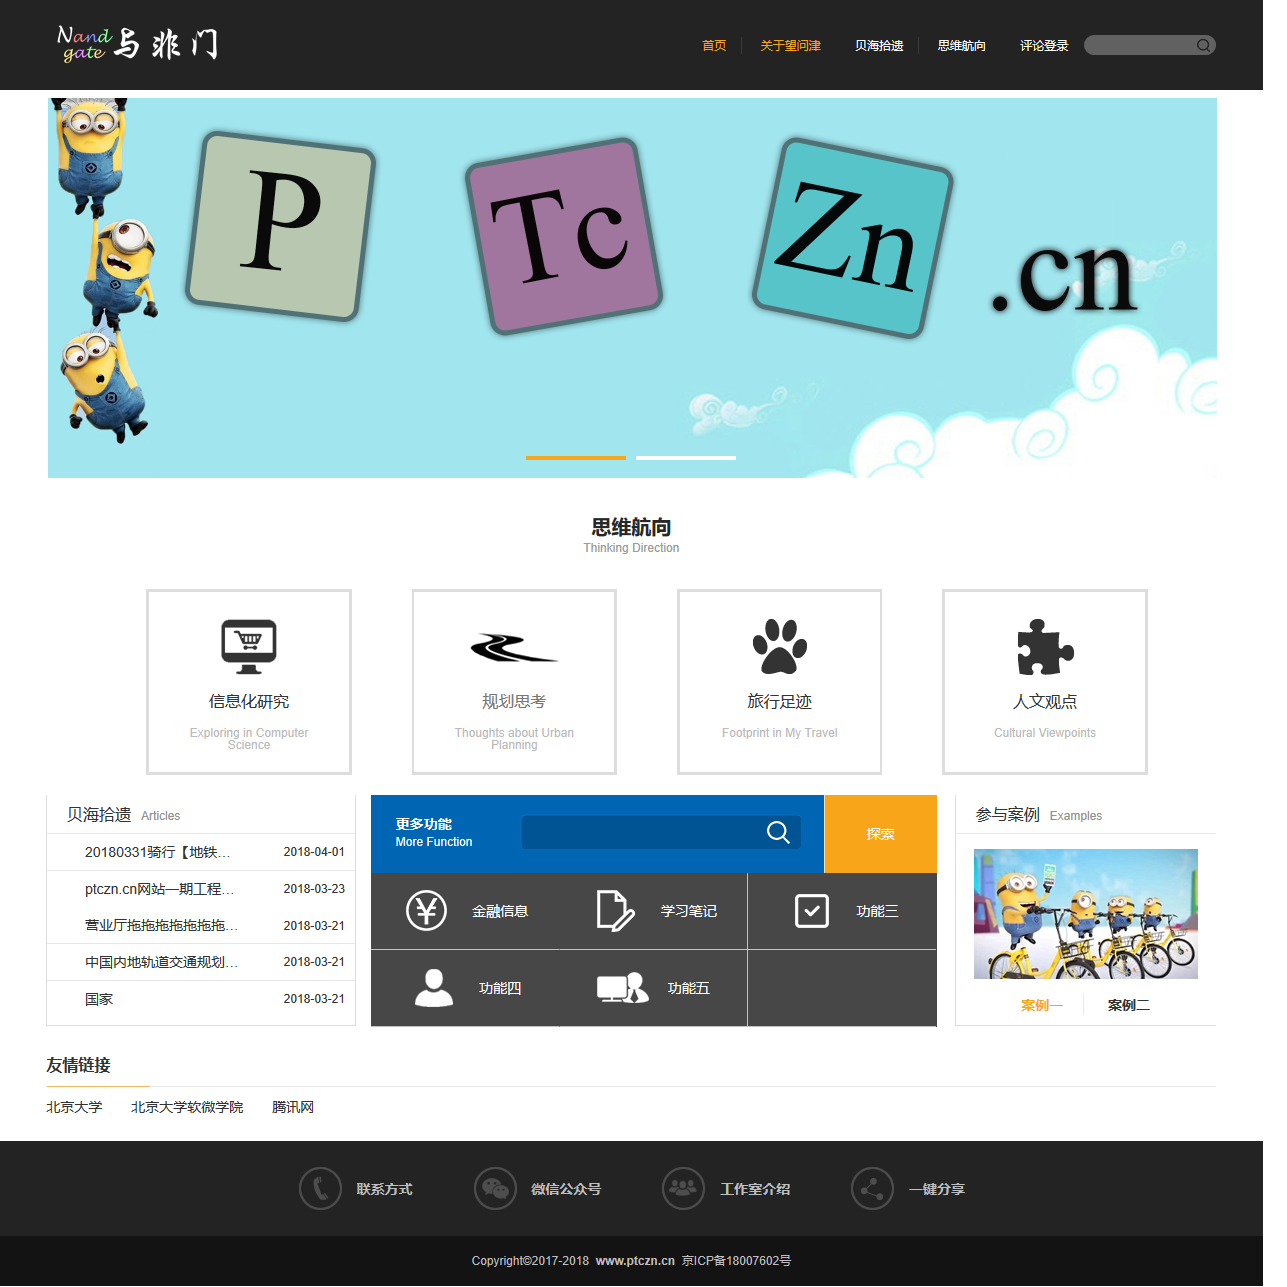 Nand gate 与非门
首页 关于望问津 贝海拾遗 思维航向 评论登录
P Tc Zn .cn
思维航向
Thinking Direction
信息化研究
Exploring in Computer
Science
规划思考
Thoughts about Urban
Planning
旅行足迹
Footprint in My Travel
人文观点
Cultural Viewpoints
贝海拾遗 Articles
20180331骑行【地铁... 2018-04-01
ptczn.cn网站一期工程... 2018-03-23
营业厅拖拖拖拖拖拖拖... 2018-03-21
中国内地轨道交通规划... 2018-03-21
国家 2018-03-21
更多功能
More Function
探索
金融信息 学习笔记 功能三
功能四 功能五
参与案例 Examples
案例一 案例二
友情链接
北京大学 北京大学软微学院 腾讯网
联系方式 微信公众号 工作室介绍 一键分享
Copyright©2017-2018 www.ptczn.cn 京ICP备18007602号